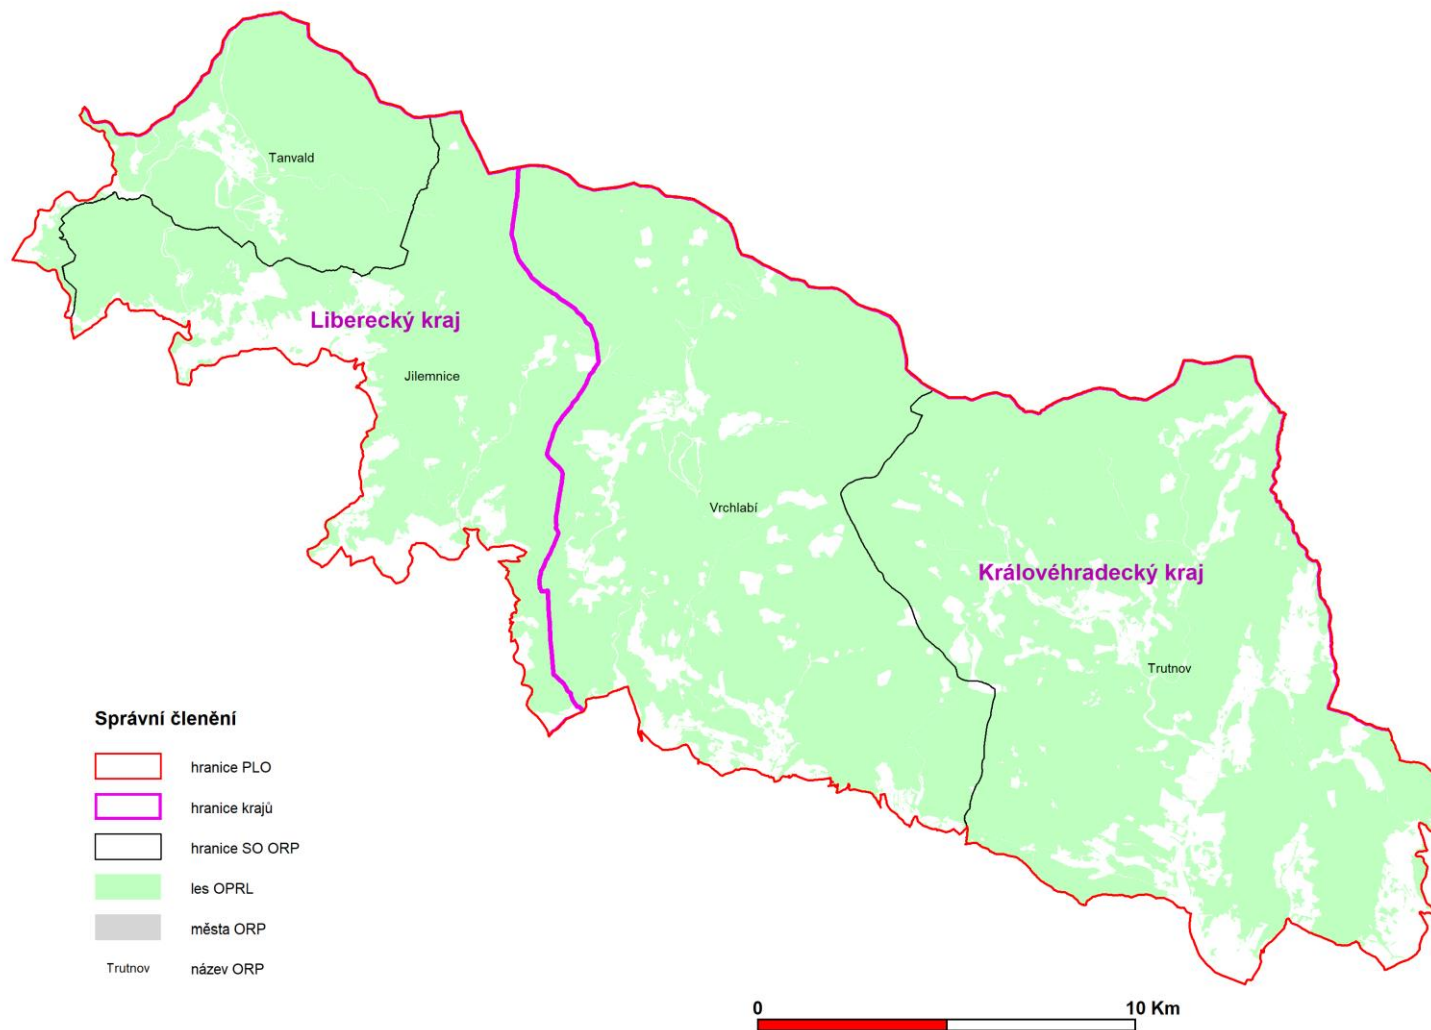 Tanvald
Liberecký kraj
Jilemnice
Vrchlabí
Královéhradecký kraj
Trutnov
Správní členění
hranice PLO
hranice krajů
hranice SO ORP
les OPRL
města ORP
Trutnov název ORP
0 10 Km